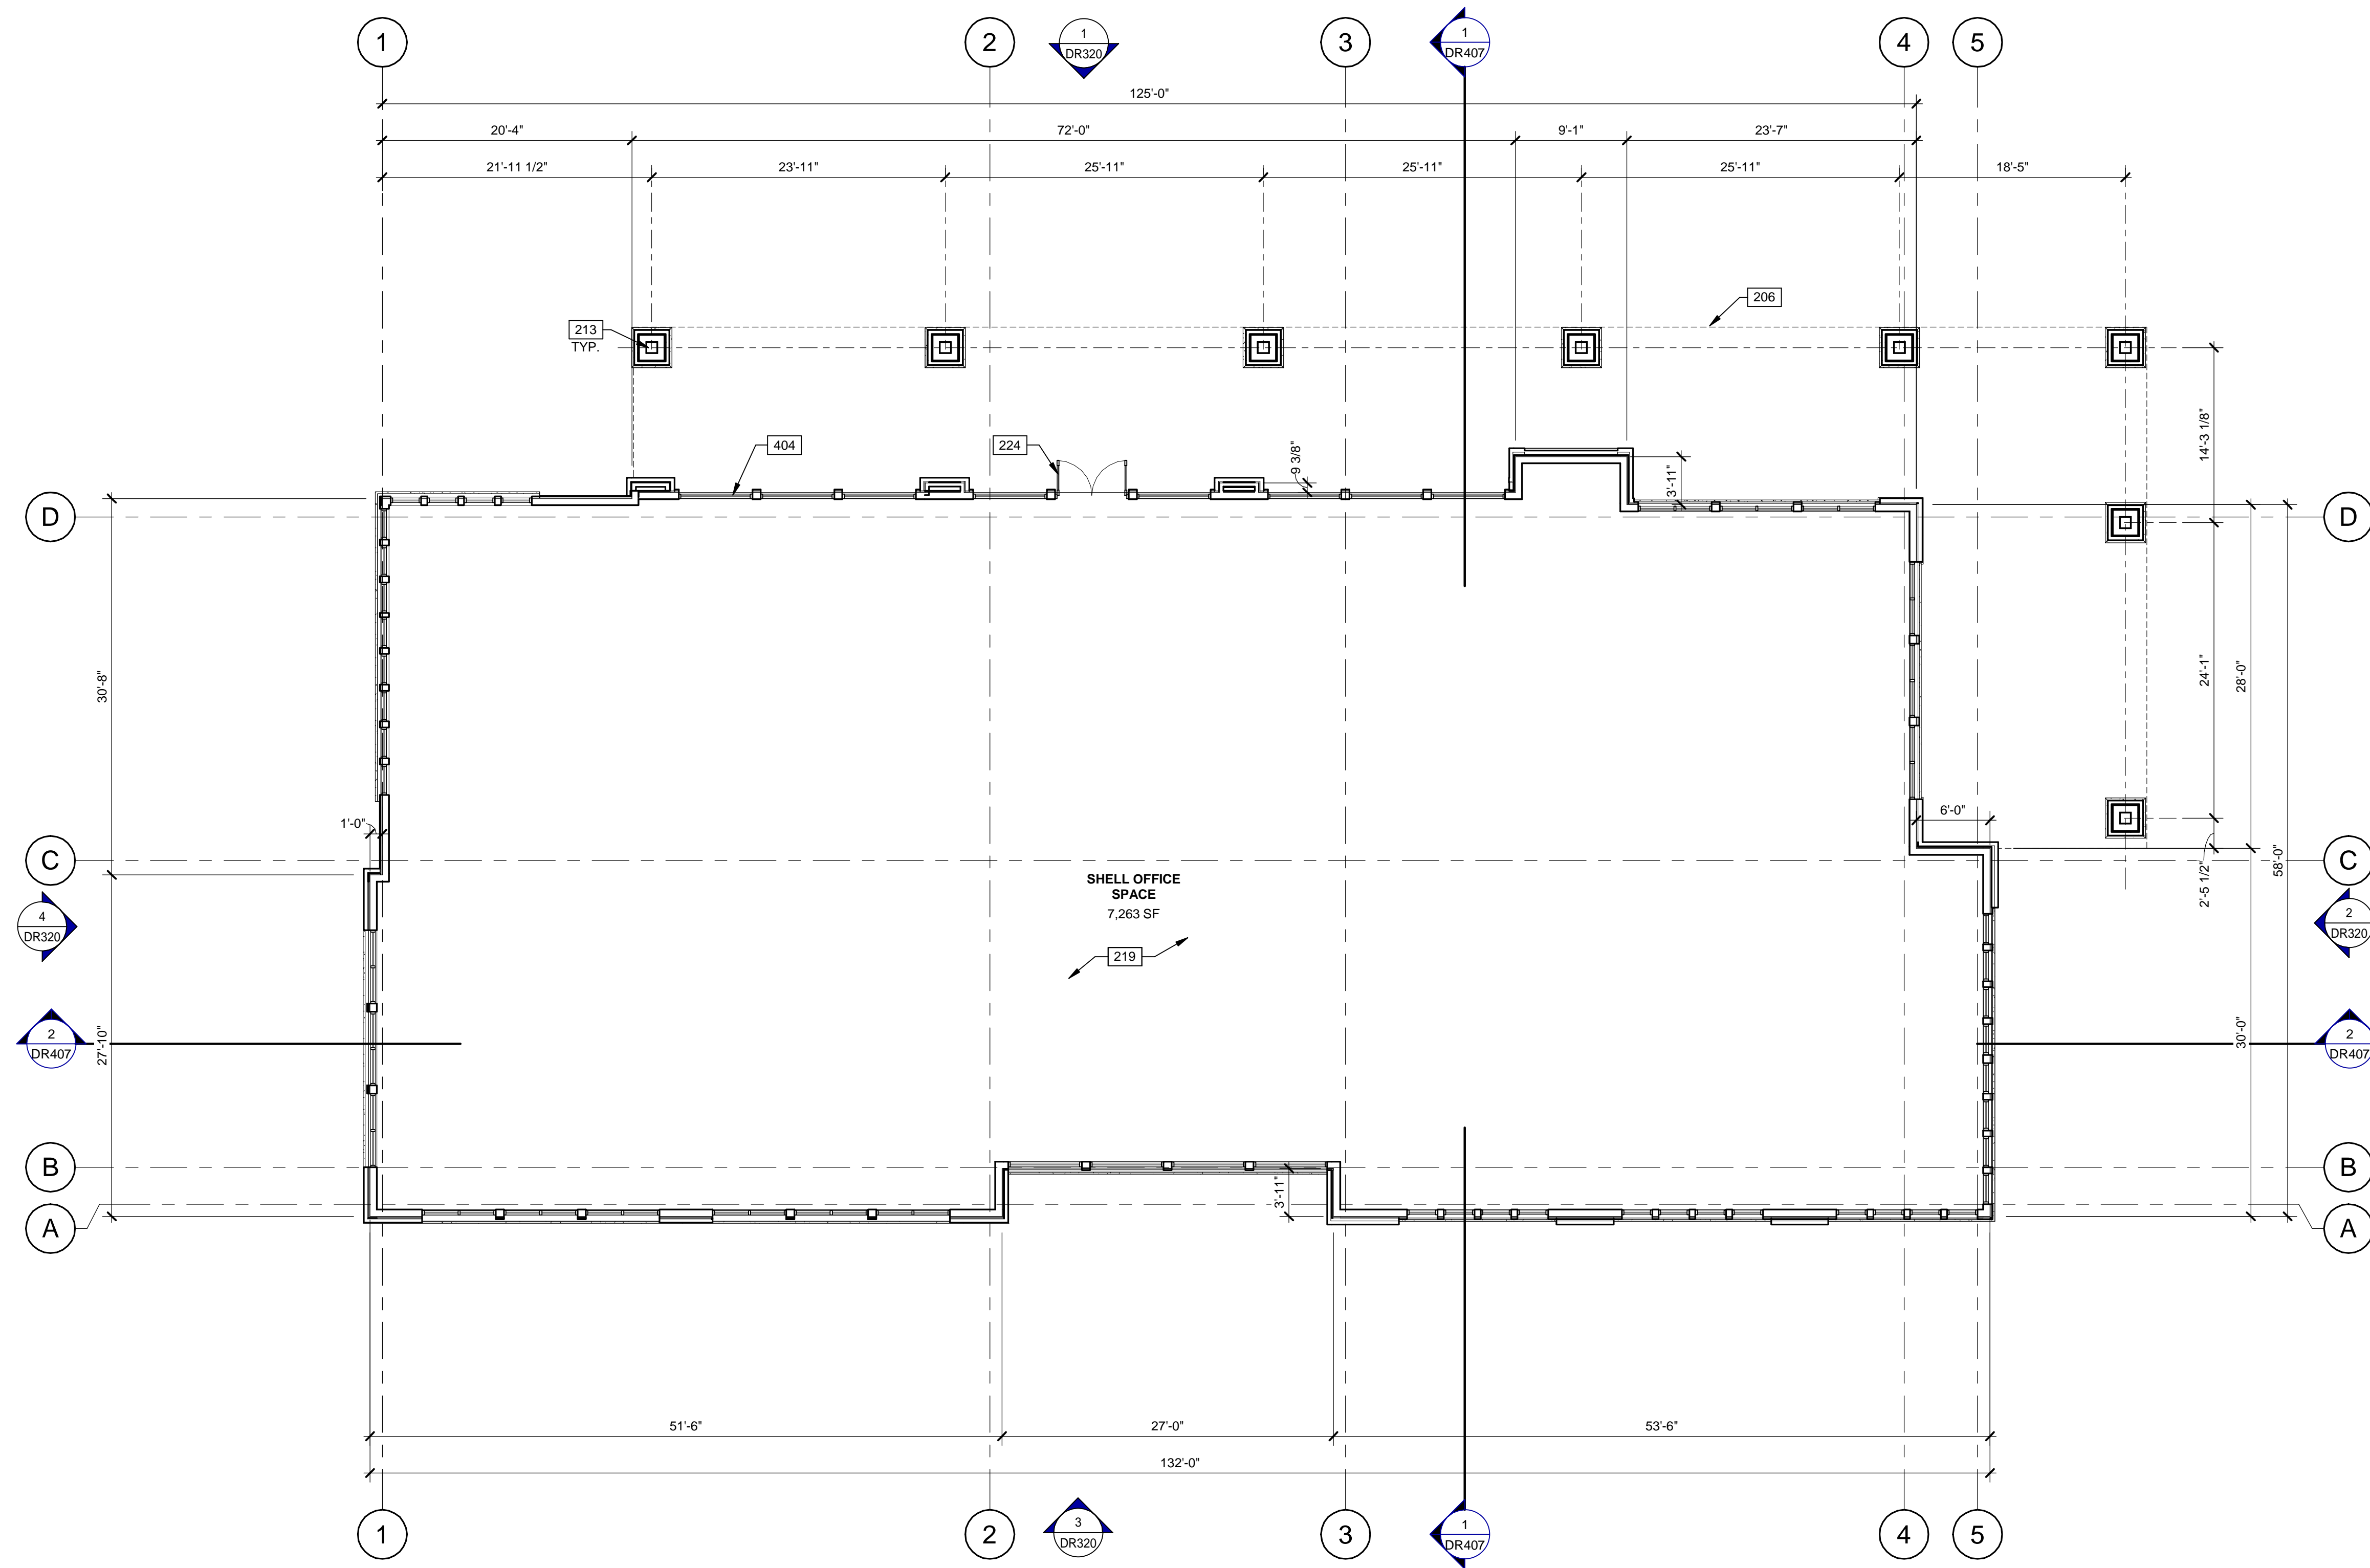 1
2
1
DR320
3
1
DR407
4
5
125'-0"
20'-4"
72'-0"
9'-1"
23'-7"
21'-11 1/2"
23'-11"
25'-11"
25'-11"
25'-11"
18'-5"
206
213
TYP.
404
224
9 3/8"
3'-11"
14'-3 1/8"
D
D
30'-8"
24'-1"
28'-0"
58'-0"
1'-0"
6'-0"
C
C
2'-5 1/2"
SHELL OFFICE
SPACE
7,263 SF
219
4
DR320
2
DR320
2
DR407
27'-10"
30'-0"
2
DR407
B
B
3'-11"
A
A
51'-6"
27'-0"
53'-6"
132'-0"
1
2
3
DR320
3
1
DR407
4
5